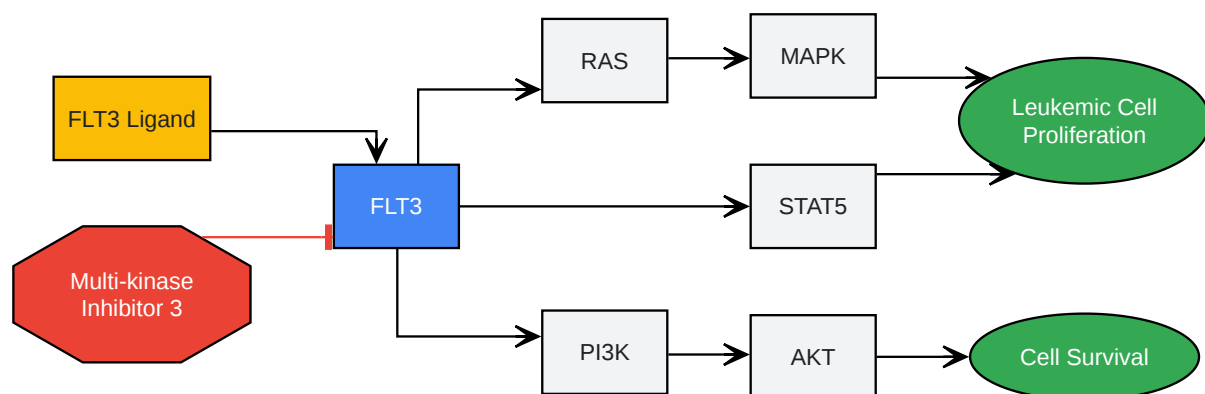 RAS
MAPK
FLT3 Ligand
Leukemic Cell
Proliferation
FLT3
STAT5
Multi-kinase
Inhibitor 3
PI3K
AKT
Cell Survival